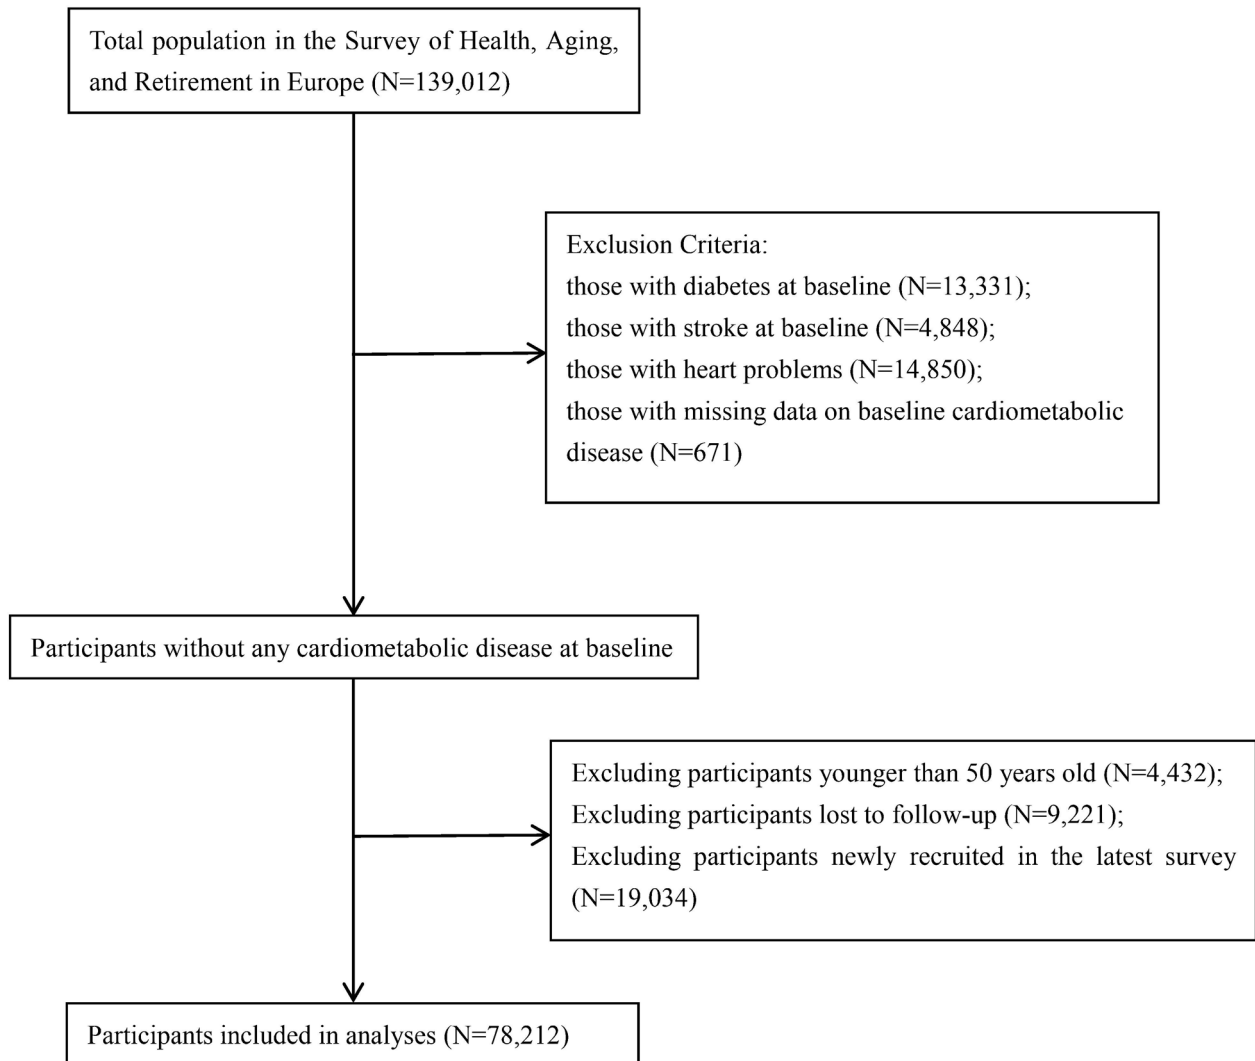 Total population in the Survey of Health, Aging,
and Retirement in Europe (N=139,012)
Exclusion Criteria:
those with diabetes at baseline (N=13,331);
those with stroke at baseline (N=4,848);
those with heart problems (N=14,850);
those with missing data on baseline cardiometabolic
disease (N=671)
Participants without any cardiometabolic disease at baseline
Excluding participants younger than 50 years old (N=4,432);
Excluding participants lost to follow-up (N=9,221);
Excluding participants newly recruited in the latest survey
(N=19,034)
Participants included in analyses (N=78,212)